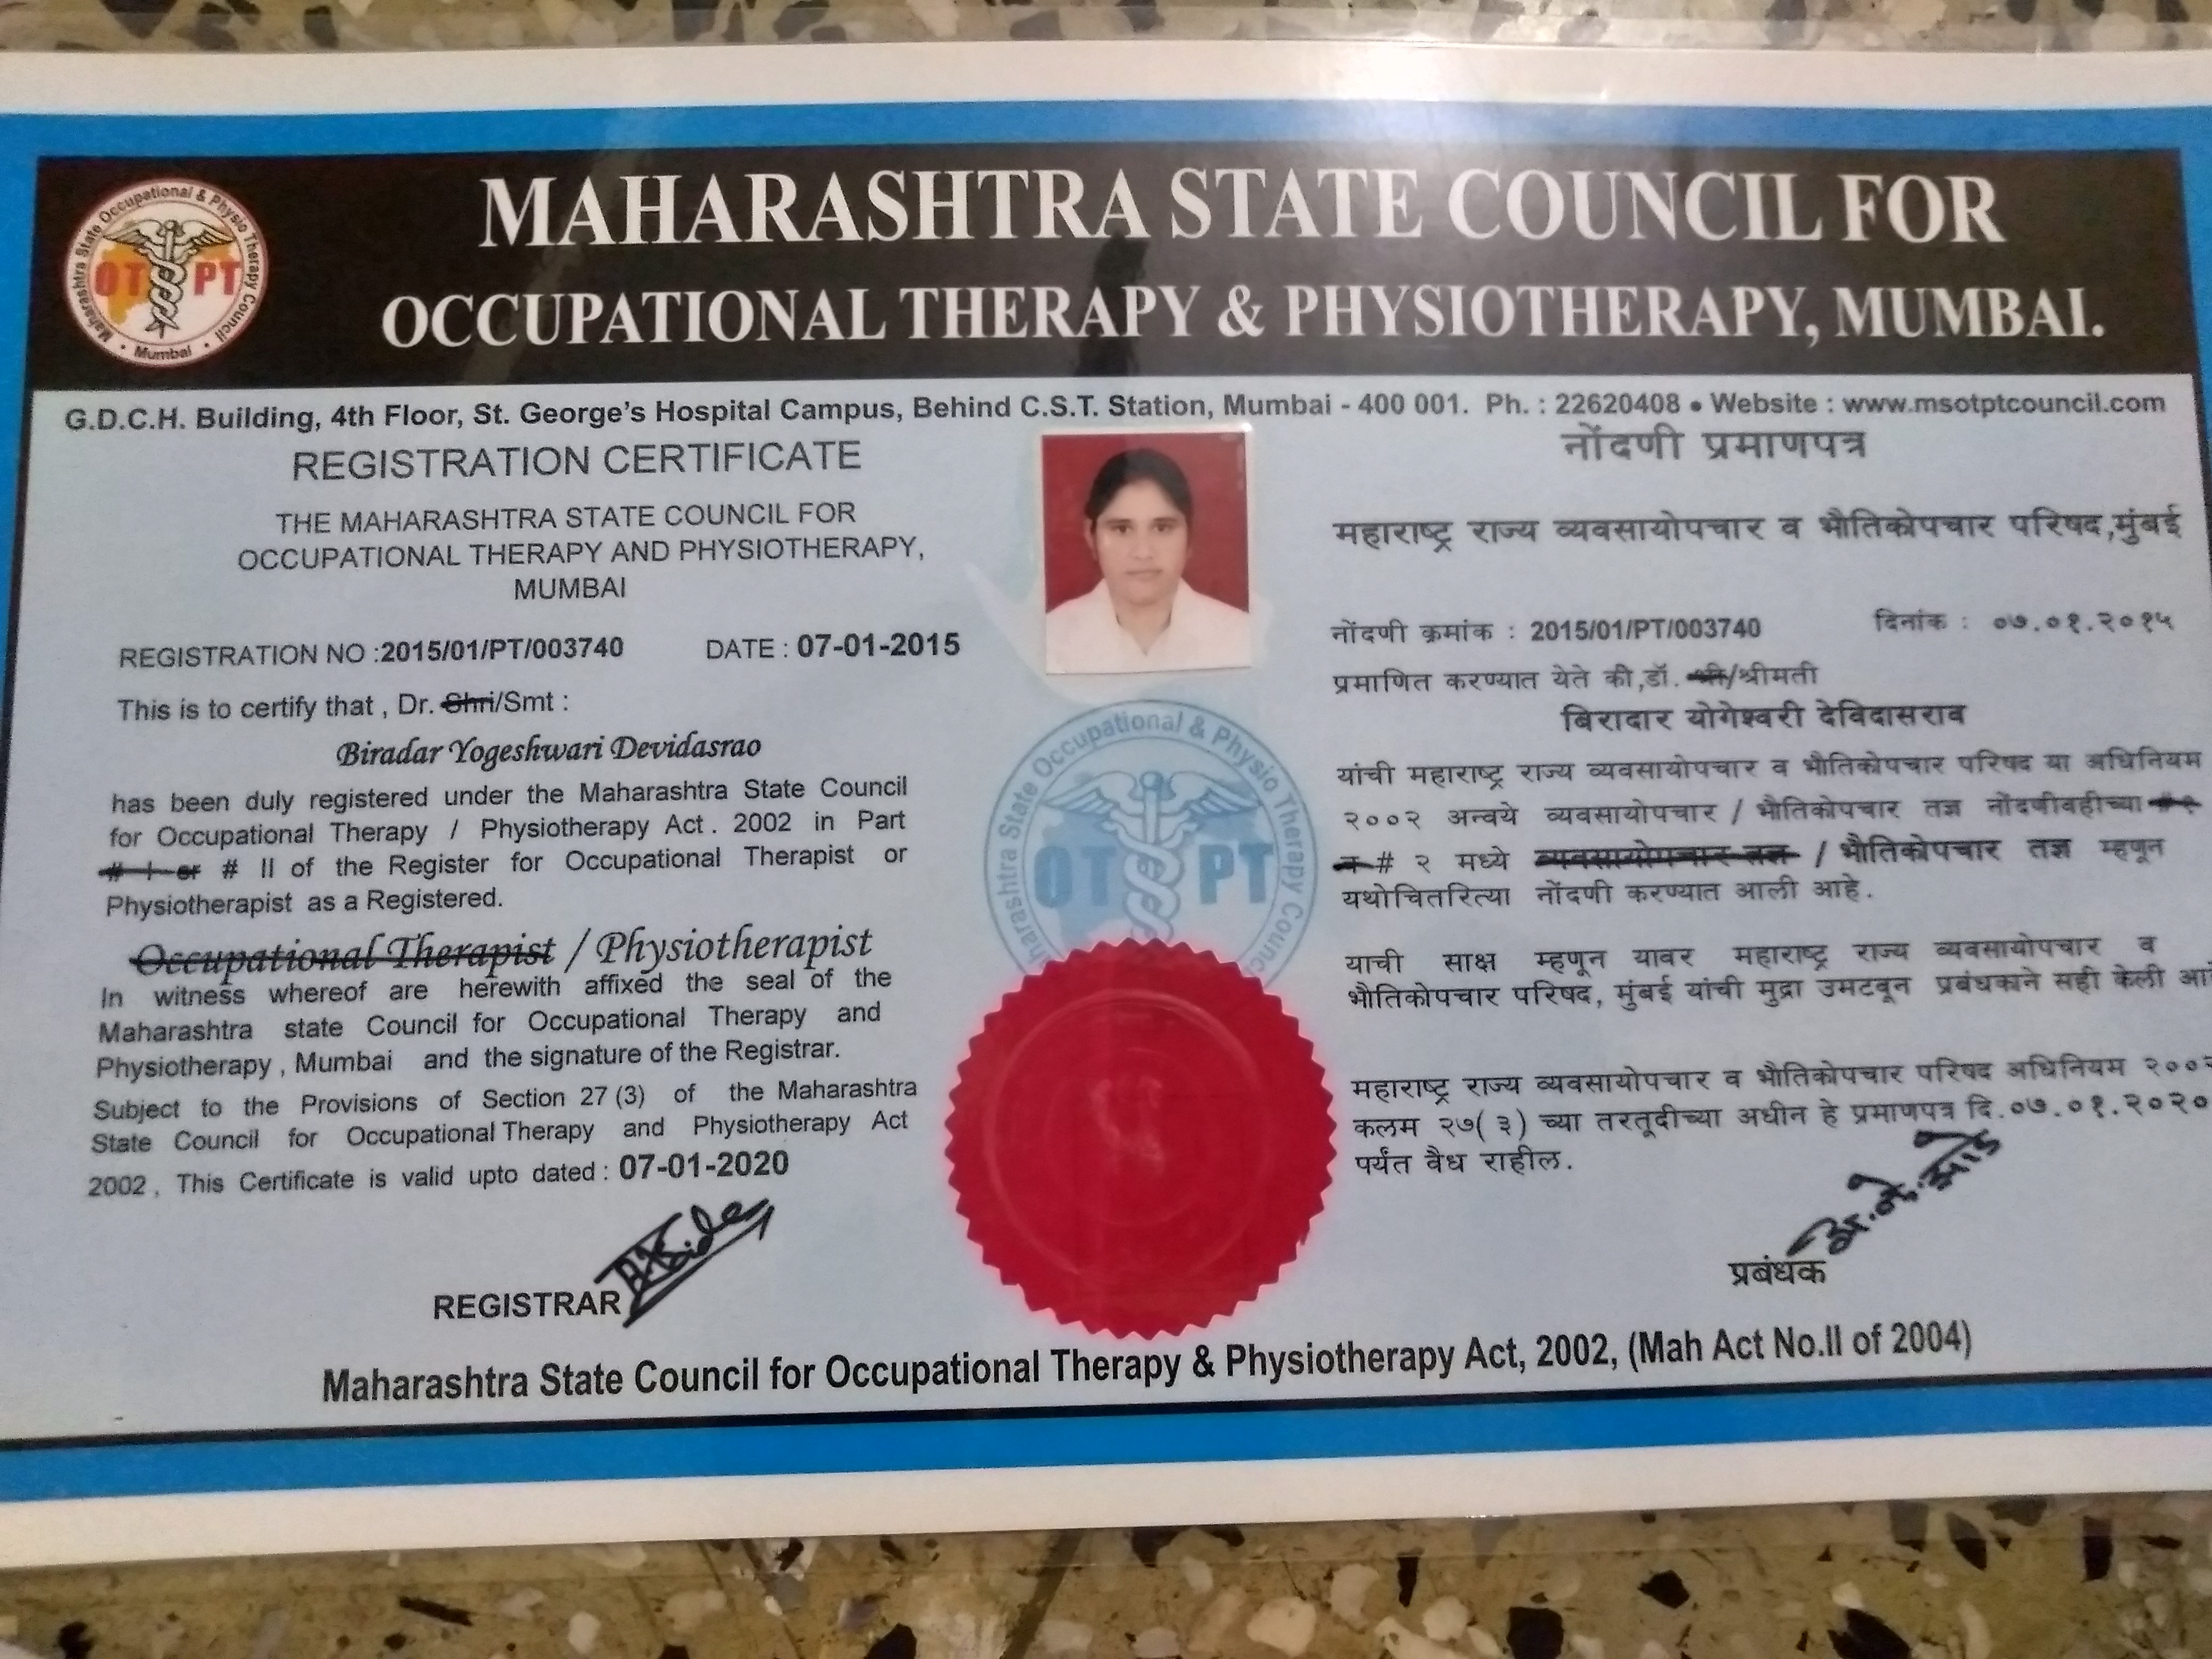 MAHARASHTRA STATE COUNCIL FOR
OCCUPATIONAL THERAPY & PHYSIOTHERAPY, MUMBAI.
Maharashtra State Occupational & Physio Therapy Council
• Mumbai •
OT PT
G.D.C.H. Building, 4th Floor, St. George's Hospital Campus, Behind C.S.T. Station, Mumbai - 400 001. Ph. : 22620408 • Website : www.msotptcouncil.com
REGISTRATION CERTIFICATE
THE MAHARASHTRA STATE COUNCIL FOR
OCCUPATIONAL THERAPY AND PHYSIOTHERAPY,
MUMBAI
REGISTRATION NO :2015/01/PT/003740 DATE : 07-01-2015
This is to certify that , Dr. Shri/Smt :
Biradar Yogeshwari Devidasrao
has been duly registered under the Maharashtra State Council
for Occupational Therapy / Physiotherapy Act . 2002 in Part
# I or # II of the Register for Occupational Therapist or
Physiotherapist as a Registered.
Occupational Therapist / Physiotherapist
In witness whereof are herewith affixed the seal of the
Maharashtra state Council for Occupational Therapy and
Physiotherapy , Mumbai and the signature of the Registrar.
Subject to the Provisions of Section 27 (3) of the Maharashtra
State Council for Occupational Therapy and Physiotherapy Act
2002 , This Certificate is valid upto dated : 07-01-2020
REGISTRAR
Maharashtra State Occupational & Physio Therapy Counc
OT PT
नोंदणी प्रमाणपत्र
महाराष्ट्र राज्य व्यवसायोपचार व भौतिकोपचार परिषद,मुंबई
नोंदणी क्रमांक : 2015/01/PT/003740 दिनांक : ०७.०१.२०१५
प्रमाणित करण्यात येते की,डॉ. श्री/श्रीमती
बिरादार योगेश्वरी देविदासराव
यांची महाराष्ट्र राज्य व्यवसायोपचार व भौतिकोपचार परिषद या अधिनियम
२००२ अन्वये व्यवसायोपचार / भौतिकोपचार तज्ञ नोंदणीवहीच्या # १
व # २ मध्ये व्यवसायोपचार तज्ञ / भौतिकोपचार तज्ञ म्हणून
यथोचितरित्या नोंदणी करण्यात आली आहे.
याची साक्ष म्हणून यावर महाराष्ट्र राज्य व्यवसायोपचार व
भौतिकोपचार परिषद, मुंबई यांची मुद्रा उमटवून प्रबंधकाने सही केली आहे
महाराष्ट्र राज्य व्यवसायोपचार व भौतिकोपचार परिषद अधिनियम २००२
कलम २७( ३ ) च्या तरतूदीच्या अधीन हे प्रमाणपत्र दि.०७.०१.२०२०
पर्यंत वैध राहील.
प्रबंधक
Maharashtra State Council for Occupational Therapy & Physiotherapy Act, 2002, (Mah Act No.II of 2004)